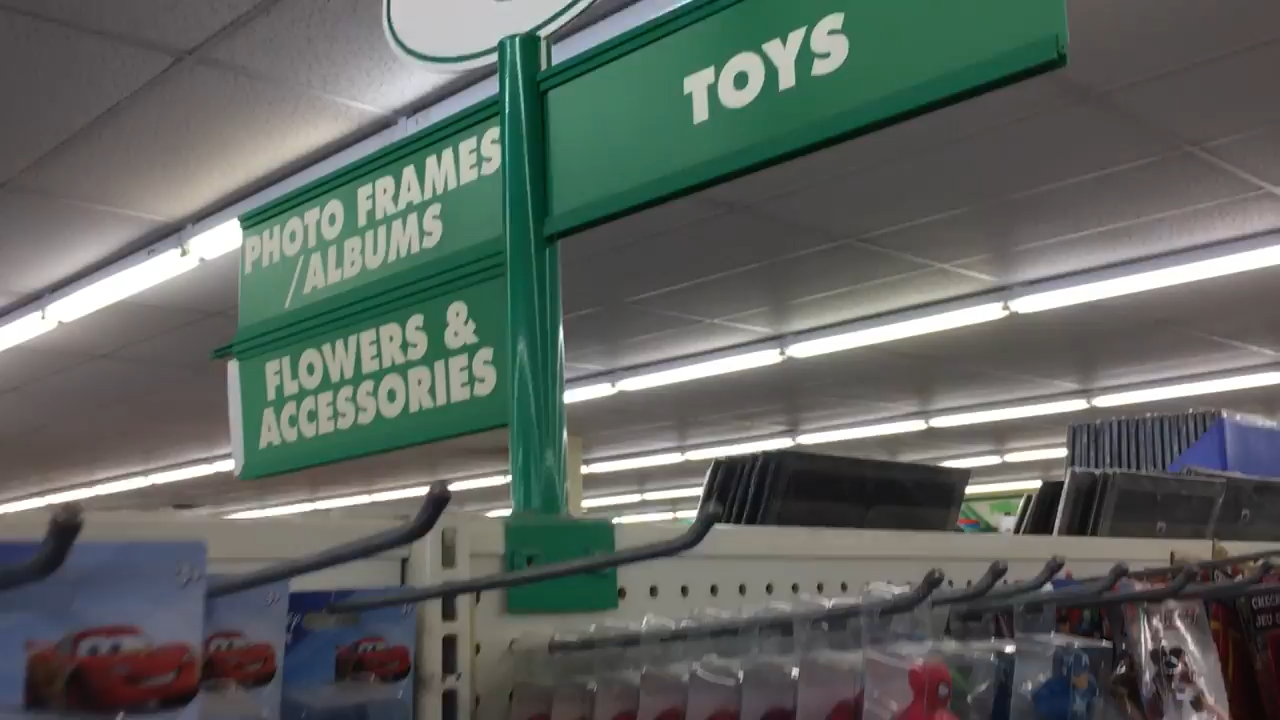 TOYS
PHOTO FRAMES
/ALBUMS
FLOWERS &
ACCESSORIES